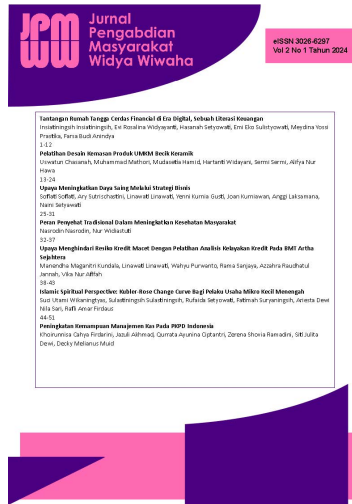 JPM
WW
Jurnal
Pengabdian
Masyarakat
Widya Wiwaha
eISSN 3026-6297
Vol 2 No 1 Tahun 2024
Tantangan Rumah Tangga Cerdas Financial di Era Digital, Sebuah Literasi Keuangan
Insiatiningsih Insiatiningsih, Evi Rosalina Widyayanti, Hasanah Setyowati, Emi Eko Sulistyowati, Meydina Yossi
Prastika, Farsa Budi Anindya
1-12
Pelatihan Desain Kemasan Produk UMKM Becik Keramik
Uswatun Chasanah, Muhammad Mathori, Mudasetia Hamid, Hartanti Widayani, Sermi Sermi, Alifya Nur
Hawa
13-24
Upaya Meningkatkan Daya Saing Melalui Strategi Bisnis
Soflati Soflati, Ary Sutrischastini, Linawati Linawati, Yenni Kurnia Gusti, Joan Kurniawan, Anggi Laksamana,
Nami Setyawati
25-31
Peran Penyehat Tradisional Dalam Meningkatkan Kesehatan Masyarakat
Nasrodin Nasrodin, Nur Widiastuti
32-37
Upaya Menghindari Resiko Kredit Macet Dengan Pelatihan Analisis Kelayakan Kredit Pada BMT Artha
Sejahtera
Manendha Maganitri Kundala, Linawati Linawati, Wahyu Purwanto, Rama Sanjaya, Azzahra Raudhatul
Jannah, Vika Nur Afifah
38-43
Islamic Spiritual Perspective: Kubler-Rose Change Curve Bagi Pelaku Usaha Mikro Kecil Menengah
Suci Utami Wikaningtyas, Sulastiningsih Sulastiningsih, Rufaida Setyowati, Fatimah Suryaningsih, Aniesta Dewi
Nila Sari, Rafli Amar Firdaus
44-51
Peningkatan Kemampuan Manajemen Kas Pada PKPD Indonesia
Khoirunnisa Cahya Firdarini, Jazuli Akhmad, Qurrata Ayunina Ciptantri, Zerena Shovia Ramadini, Siti Julita
Dewi, Decky Melianus Muid